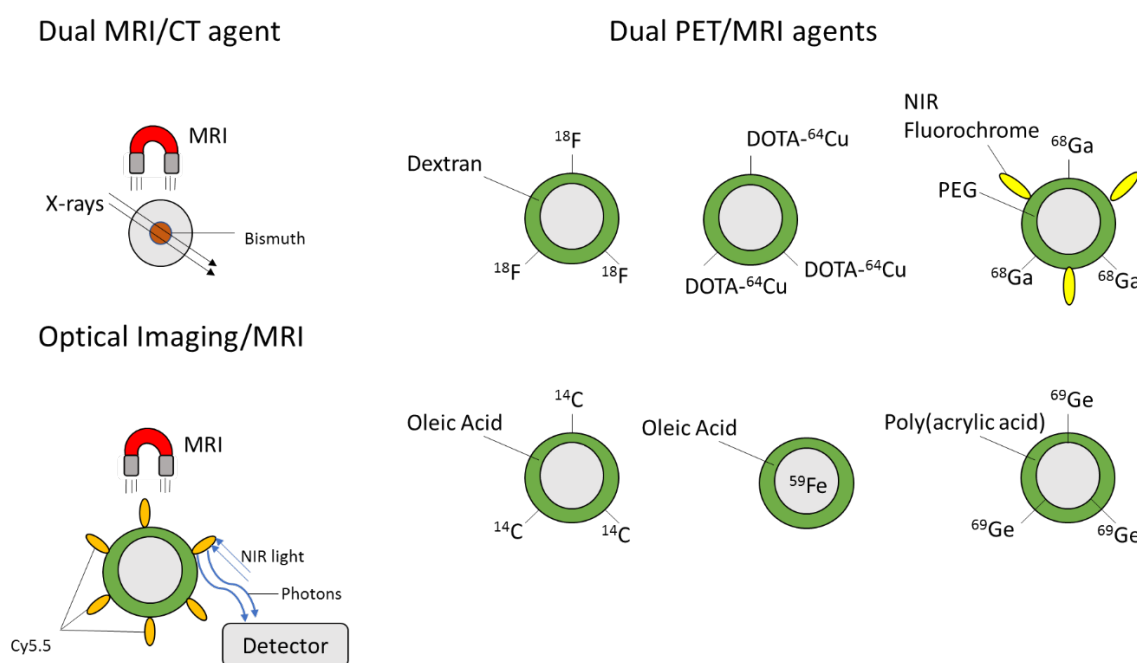 Dual MRI/CT agent
MRI
X-rays
Bismuth
Optical Imaging/MRI
MRI
NIR light
Photons
Cy5.5
Detector
Dual PET/MRI agents
Dextran
¹⁸F
¹⁸F
¹⁸F
DOTA-⁶⁴Cu
DOTA-⁶⁴Cu
DOTA-⁶⁴Cu
NIR
Fluorochrome
⁶⁸Ga
PEG
⁶⁸Ga
⁶⁸Ga
Oleic Acid
¹⁴C
¹⁴C
¹⁴C
Oleic Acid
⁵⁹Fe
Poly(acrylic acid)
⁶⁹Ge
⁶⁹Ge
⁶⁹Ge